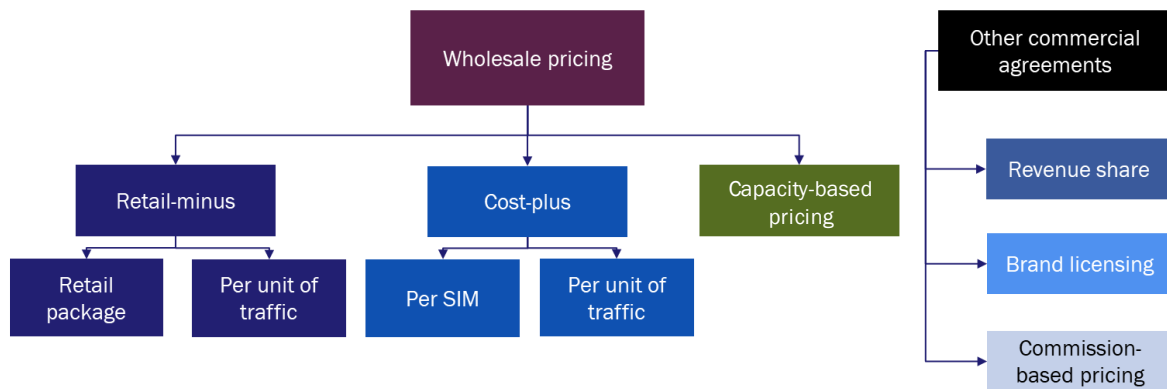 Wholesale pricing
Other commercial
agreements
Retail-minus
Cost-plus
Capacity-based
pricing
Revenue share
Retail
package
Per unit of
traffic
Per SIM
Per unit of
traffic
Brand licensing
Commission-
based pricing